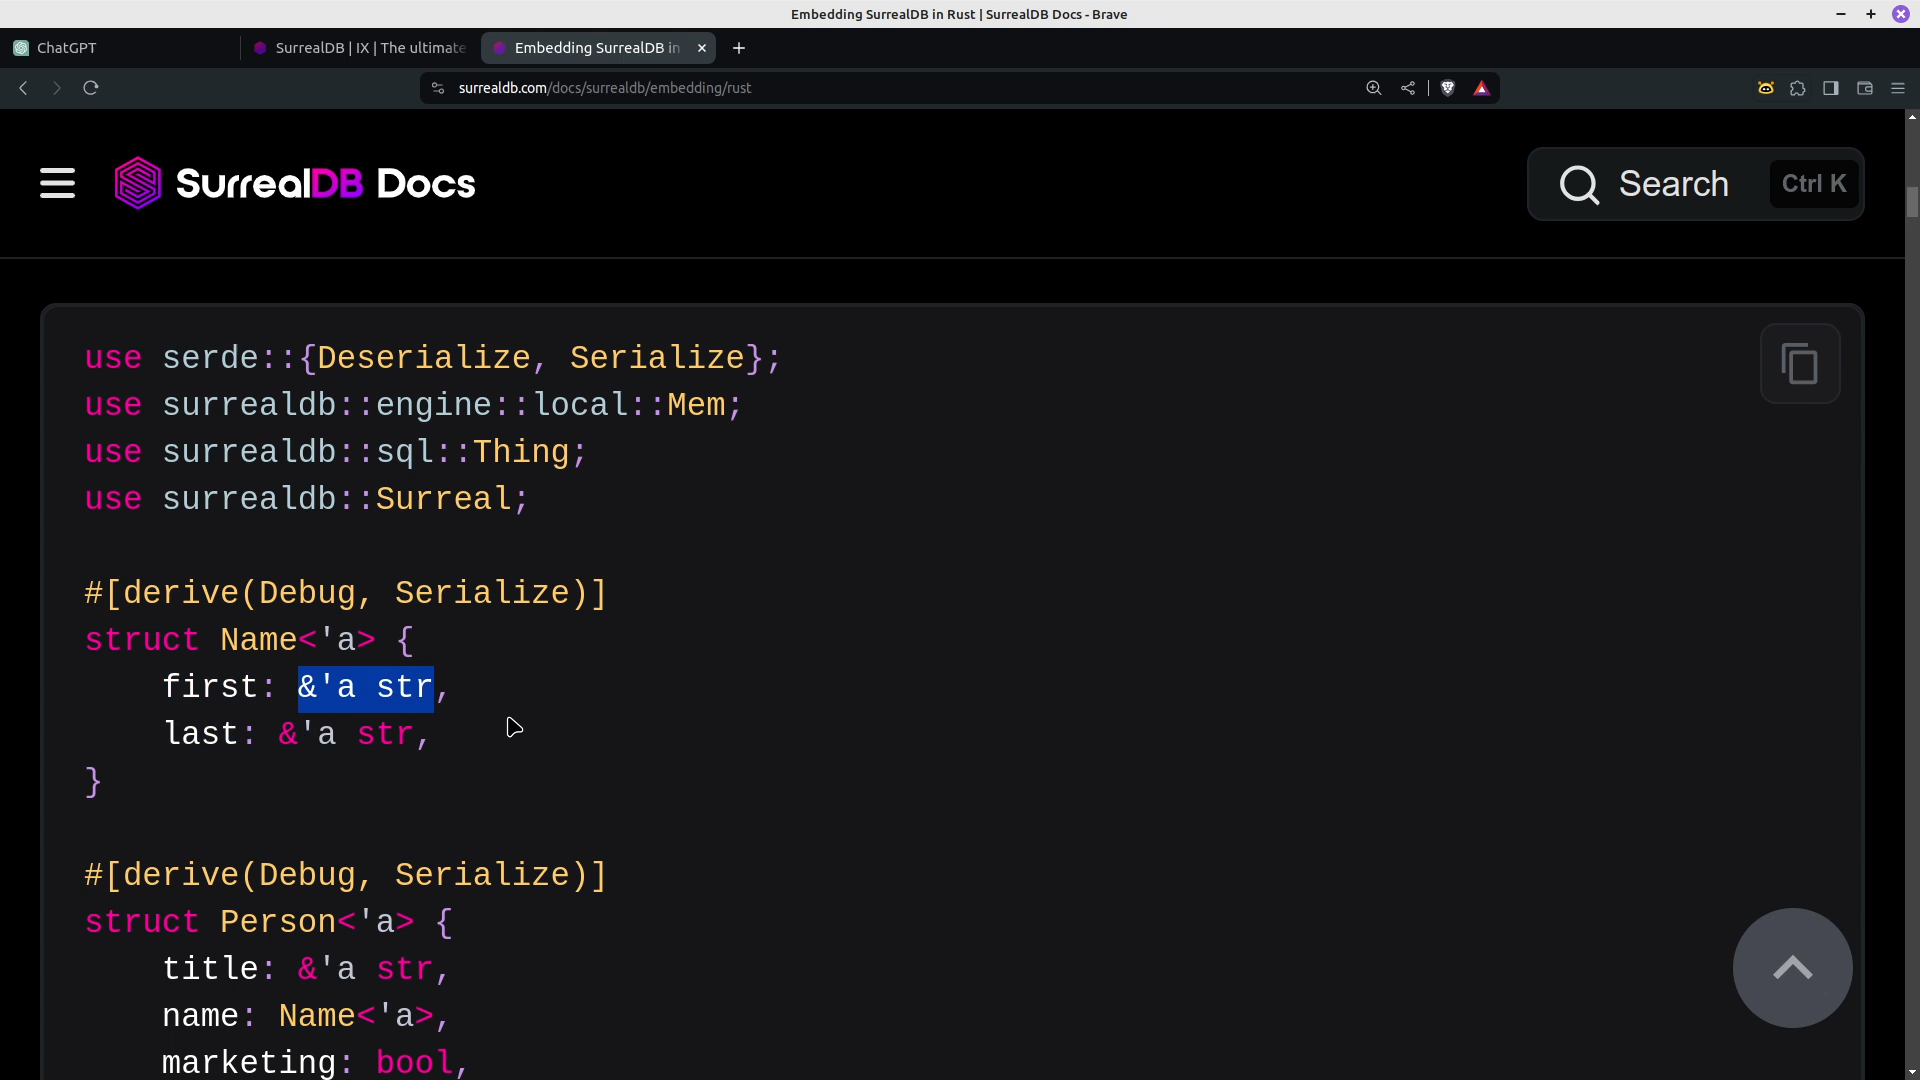 Embedding SurrealDB in Rust | SurrealDB Docs - Brave
ChatGPT
SurrealDB | IX | The ultimate
Embedding SurrealDB in
surrealdb.com/docs/surrealdb/embedding/rust
SurrealDB Docs
Search
Ctrl K
use serde::{Deserialize, Serialize};
use surrealdb::engine::local::Mem;
use surrealdb::sql::Thing;
use surrealdb::Surreal;
#[derive(Debug, Serialize)]
struct Name<'a> {
    first: &'a str,
    last: &'a str,
}
#[derive(Debug, Serialize)]
struct Person<'a> {
    title: &'a str,
    name: Name<'a>,
    marketing: bool,